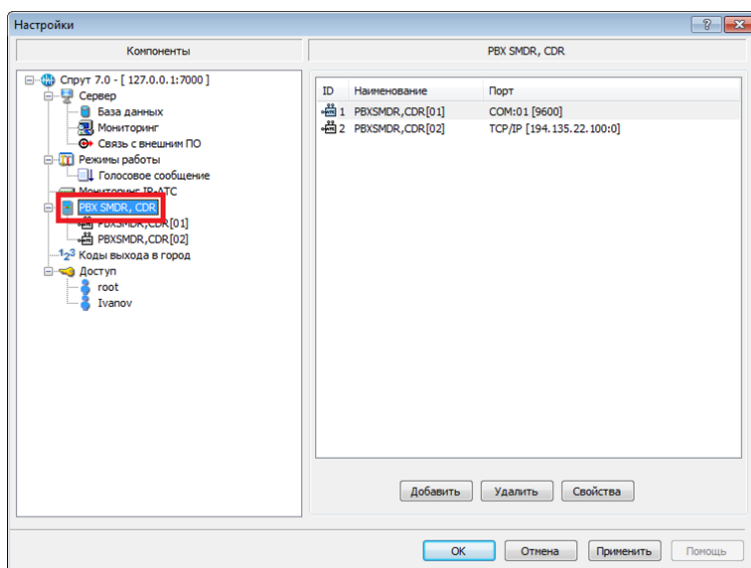 Настройки
Компоненты
PBX SMDR, CDR
Спрут 7.0 - [ 127.0.0.1:7000 ]
Сервер
База данных
Мониторинг
Связь с внешним ПО
Режимы работы
Голосовое сообщение
Мониторинг IP-АТС
PBX SMDR, CDR
PBXSMDR,CDR[01]
PBXSMDR,CDR[02]
Коды выхода в город
Доступ
root
Ivanov
ID Наименование Порт
1 PBXSMDR,CDR[01] COM:01 [9600]
2 PBXSMDR,CDR[02] TCP/IP [194.135.22.100:0]
Добавить Удалить Свойства
OK Отмена Применить Помощь